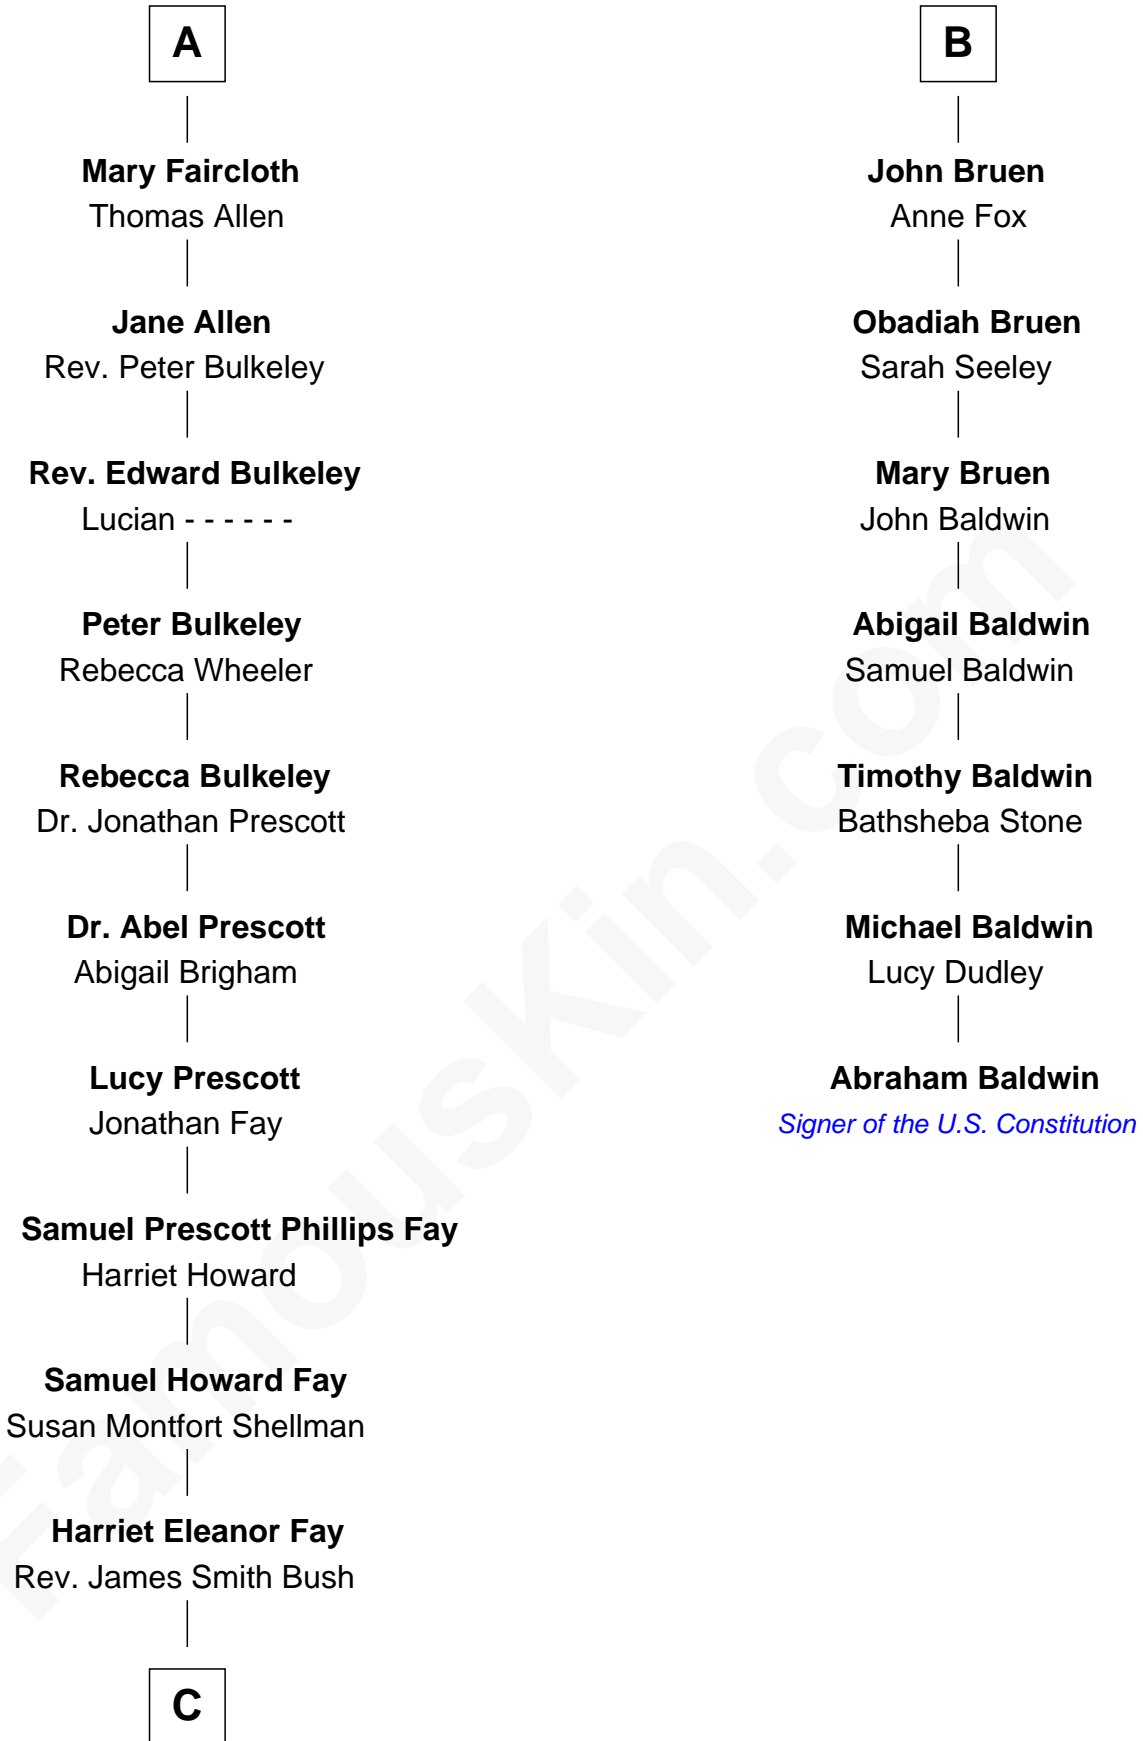 A
Mary Faircloth
Thomas Allen
Jane Allen
Rev. Peter Bulkeley
Rev. Edward Bulkeley
Lucian - - - - - -
Peter Bulkeley
Rebecca Wheeler
Rebecca Bulkeley
Dr. Jonathan Prescott
Dr. Abel Prescott
Abigail Brigham
Lucy Prescott
Jonathan Fay
Samuel Prescott Phillips Fay
Harriet Howard
Samuel Howard Fay
Susan Montfort Shellman
Harriet Eleanor Fay
Rev. James Smith Bush
C
B
John Bruen
Anne Fox
Obadiah Bruen
Sarah Seeley
Mary Bruen
John Baldwin
Abigail Baldwin
Samuel Baldwin
Timothy Baldwin
Bathsheba Stone
Michael Baldwin
Lucy Dudley
Abraham Baldwin
Signer of the U.S. Constitution
FamousKin.com